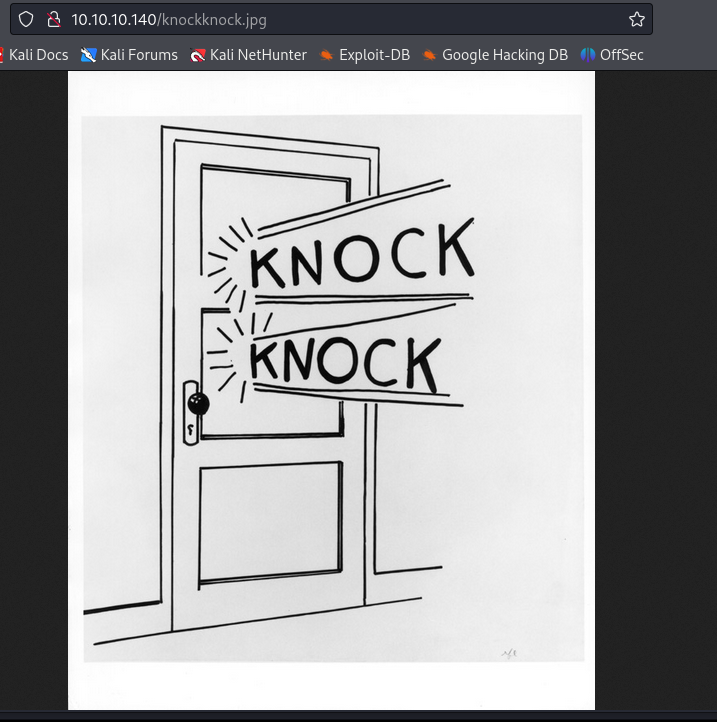 10.10.10.140/knockknock.jpg
Kali Docs Kali Forums Kali NetHunter Exploit-DB Google Hacking DB OffSec
KNOCK
KNOCK